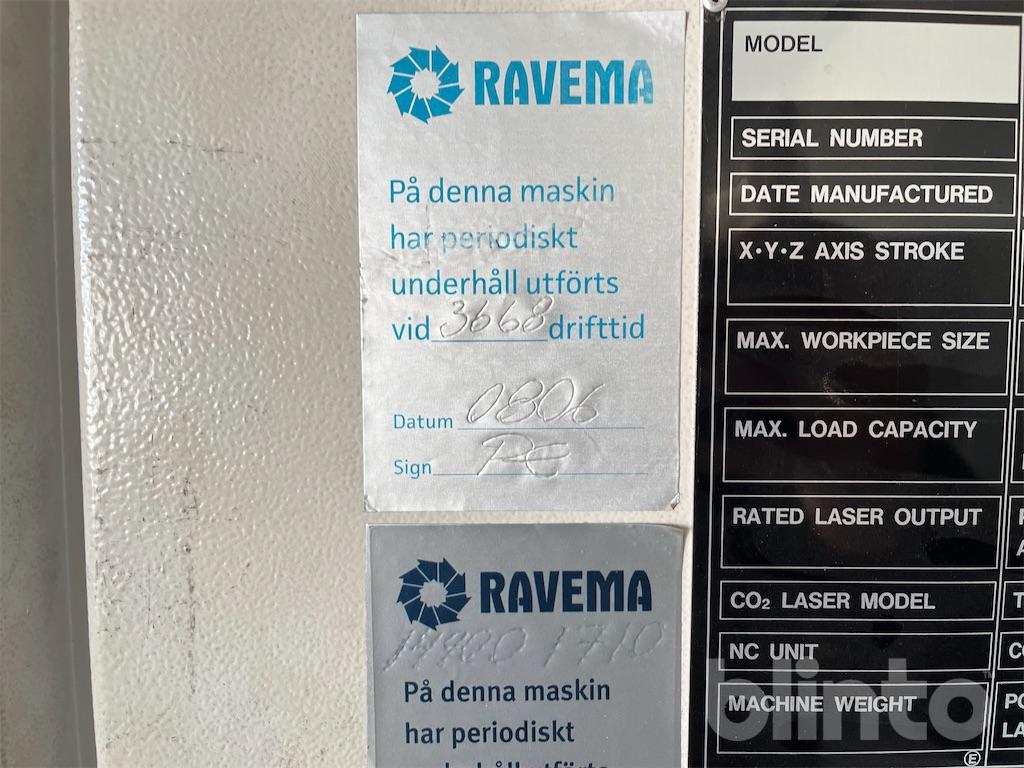 RAVEMA
På denna maskin
har periodiskt
underhåll utförts
vid 3668 drifttid
Datum 0806
Sign PE
RAVEMA
1710
På denna maskin
har periodiskt
MODEL
SERIAL NUMBER
DATE MANUFACTURED
X·Y·Z AXIS STROKE
MAX. WORKPIECE SIZE
MAX. LOAD CAPACITY
RATED LASER OUTPUT
CO₂ LASER MODEL
NC UNIT
MACHINE WEIGHT
blinto